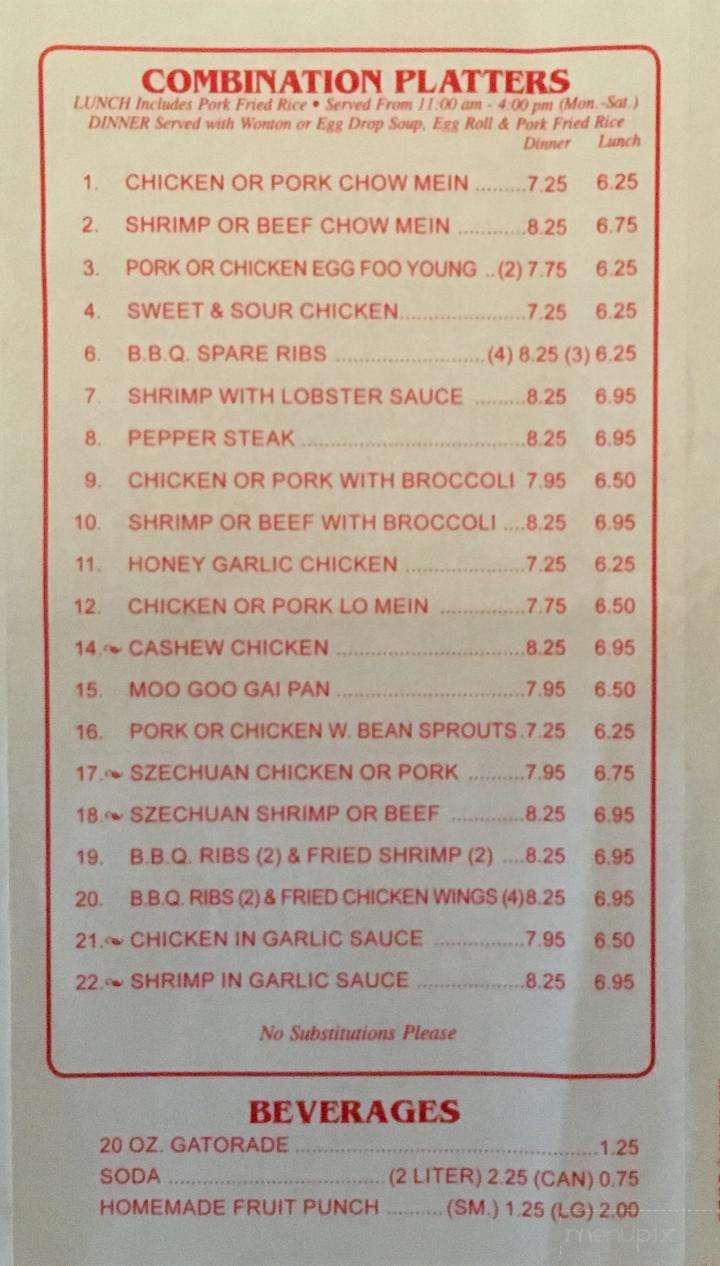 COMBINATION PLATTERS
LUNCH Includes Pork Fried Rice • Served From 11:00 am - 4:00 pm (Mon.-Sat.)
DINNER Served with Wonton or Egg Drop Soup, Egg Roll & Pork Fried Rice
Dinner Lunch
1. CHICKEN OR PORK CHOW MEIN .........7.25 6.25
2. SHRIMP OR BEEF CHOW MEIN ............8.25 6.75
3. PORK OR CHICKEN EGG FOO YOUNG ..(2) 7.75 6.25
4. SWEET & SOUR CHICKEN......................7.25 6.25
6. B.B.Q. SPARE RIBS ..........................(4) 8.25 (3) 6.25
7. SHRIMP WITH LOBSTER SAUCE .........8.25 6.95
8. PEPPER STEAK .......................................8.25 6.95
9. CHICKEN OR PORK WITH BROCCOLI 7.95 6.50
10. SHRIMP OR BEEF WITH BROCCOLI ....8.25 6.95
11. HONEY GARLIC CHICKEN .....................7.25 6.25
12. CHICKEN OR PORK LO MEIN ...............7.75 6.50
14. CASHEW CHICKEN .................................8.25 6.95
15. MOO GOO GAI PAN .................................7.95 6.50
16. PORK OR CHICKEN W. BEAN SPROUTS.7.25 6.25
17. SZECHUAN CHICKEN OR PORK ..........7.95 6.75
18. SZECHUAN SHRIMP OR BEEF .............8.25 6.95
19. B.B.Q. RIBS (2) & FRIED SHRIMP (2) ....8.25 6.95
20. B.B.Q. RIBS (2) & FRIED CHICKEN WINGS (4)8.25 6.95
21. CHICKEN IN GARLIC SAUCE ................7.95 6.50
22. SHRIMP IN GARLIC SAUCE ...................8.25 6.95
No Substitutions Please
BEVERAGES
20 OZ. GATORADE .....................................................1.25
SODA .....................................(2 LITER) 2.25 (CAN) 0.75
HOMEMADE FRUIT PUNCH ..........(SM.) 1.25 (LG) 2.00
menupix